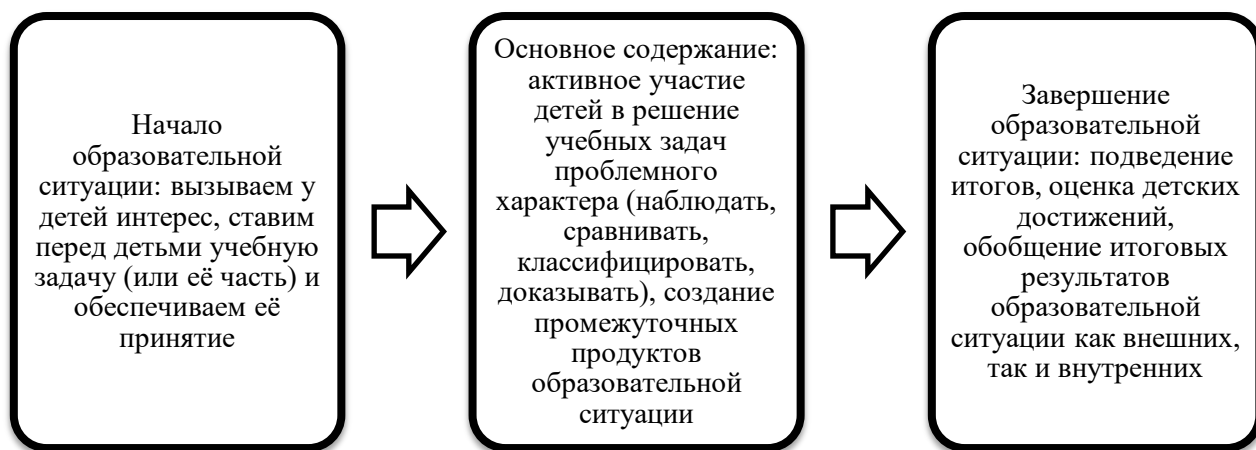 Начало
образовательной
ситуации: вызываем у
детей интерес, ставим
перед детьми учебную
задачу (или её часть) и
обеспечиваем её
принятие
Основное содержание:
активное участие
детей в решение
учебных задач
проблемного
характера (наблюдать,
сравнивать,
классифицировать,
доказывать), создание
промежуточных
продуктов
образовательной
ситуации
Завершение
образовательной
ситуации: подведение
итогов, оценка детских
достижений,
обобщение итоговых
результатов
образовательной
ситуации как внешних,
так и внутренних